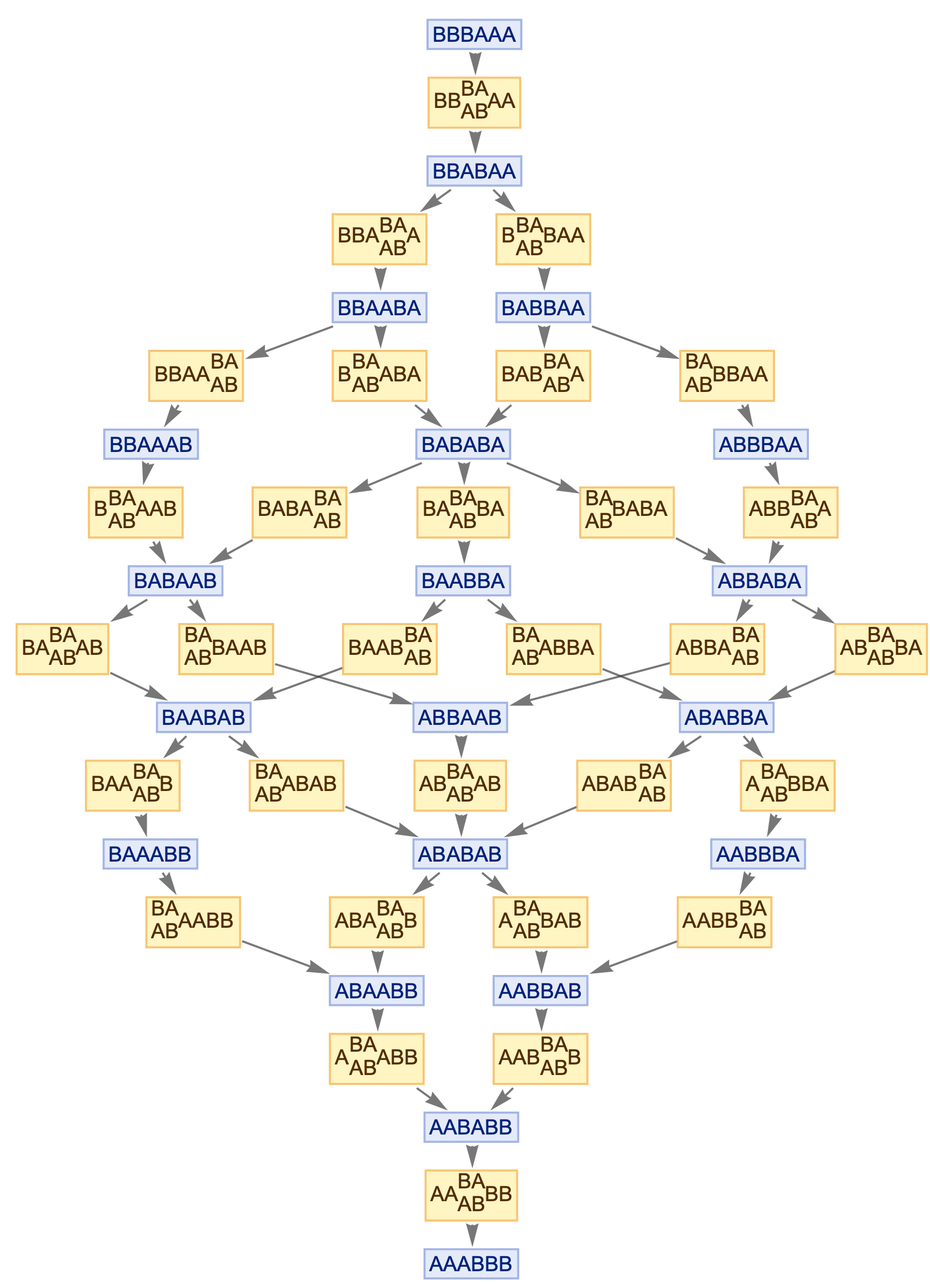 BBBAAA
BB BA AB AA
BBABAA
BBA BA AB A
B BA AB BAA
BBAABA
BABBAA
BBAA BA AB
B BA AB ABA
BAB BA AB A
BA AB BBAA
BBAAAB
BABABA
ABBBAA
B BA AB AAB
BABA BA AB
BA BA AB BA
BA AB BABA
ABB BA AB A
BABAAB
BAABBA
ABBABA
BA BA AB AB
BA AB BAAB
BAAB BA AB
BA AB ABBA
ABBA BA AB
AB BA AB BA
BAABAB
ABBAAB
ABABBA
BAA BA AB B
BA AB ABAB
AB BA AB AB
ABAB BA AB
A BA AB BBA
BAAABB
ABABAB
AABBBA
BA AB AABB
ABA BA AB B
A BA AB BAB
AABB BA AB
ABAABB
AABBAB
A BA AB ABB
AAB BA AB B
AABABB
AA BA AB BB
AAABBB